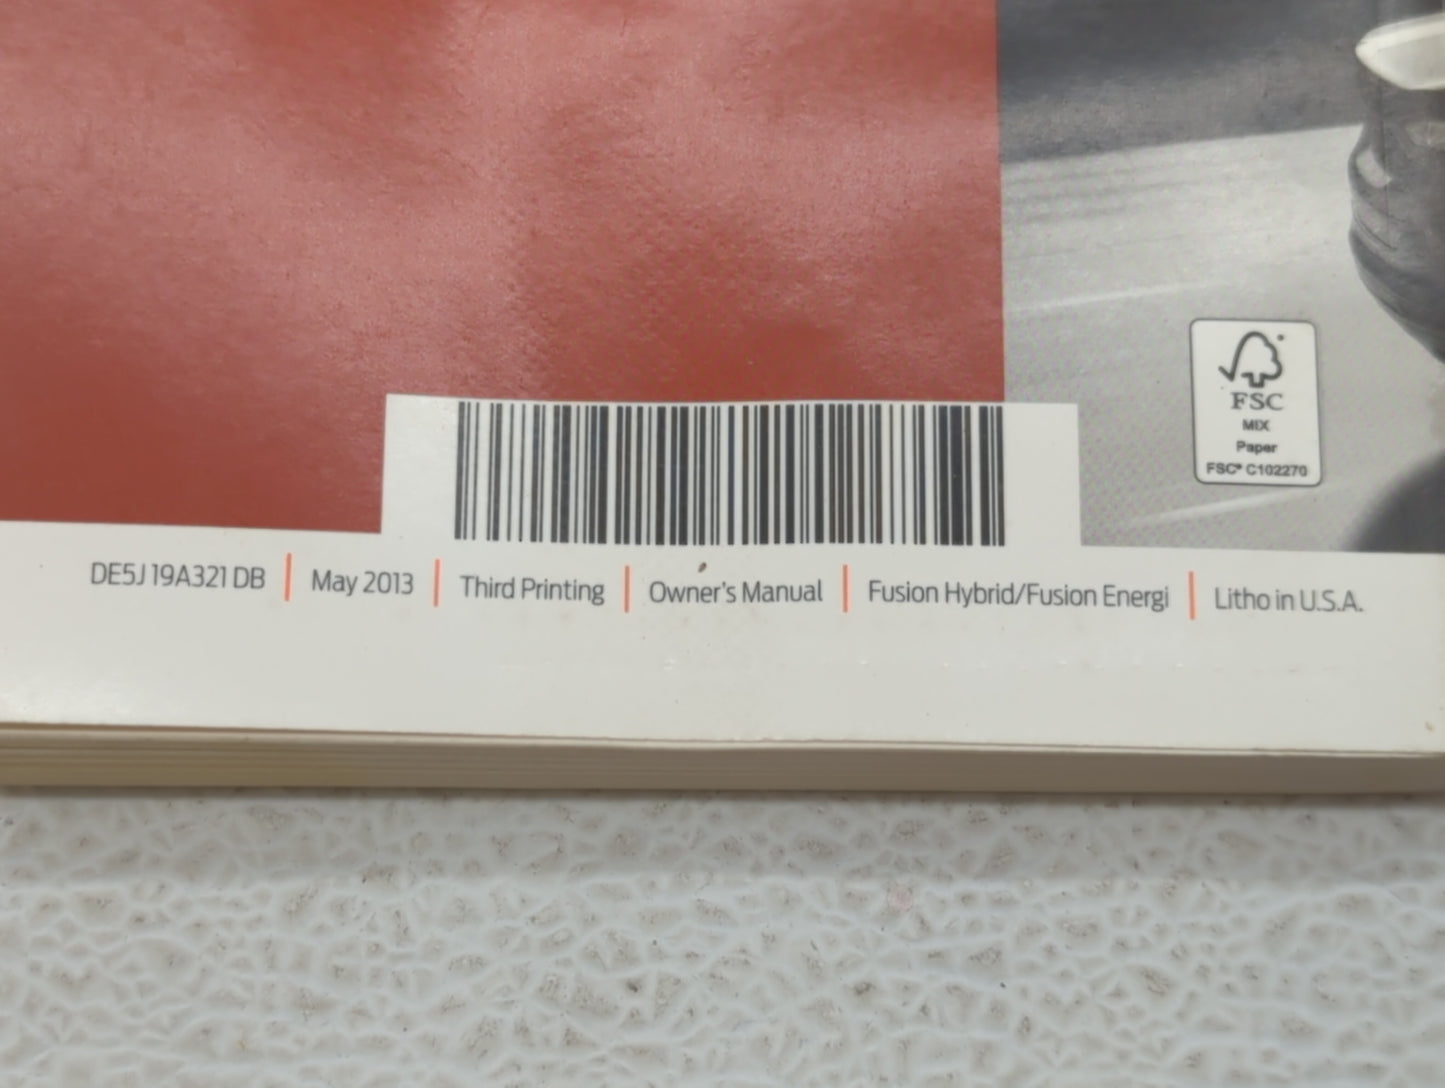 FSC
MIX
Paper
FSC® C102270
DE5J 19A321 DB | May 2013 | Third Printing | Owner's Manual | Fusion Hybrid/Fusion Energi | Litho in U.S.A.